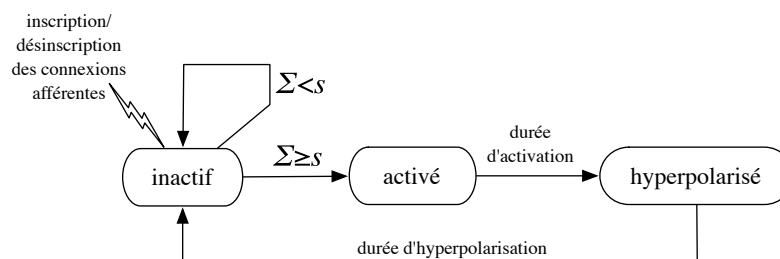 inscription/
désinscription
des connexions
afférentes
Σ<s
Σ≥s
durée
d'activation
inactif
activé
hyperpolarisé
durée d'hyperpolarisation